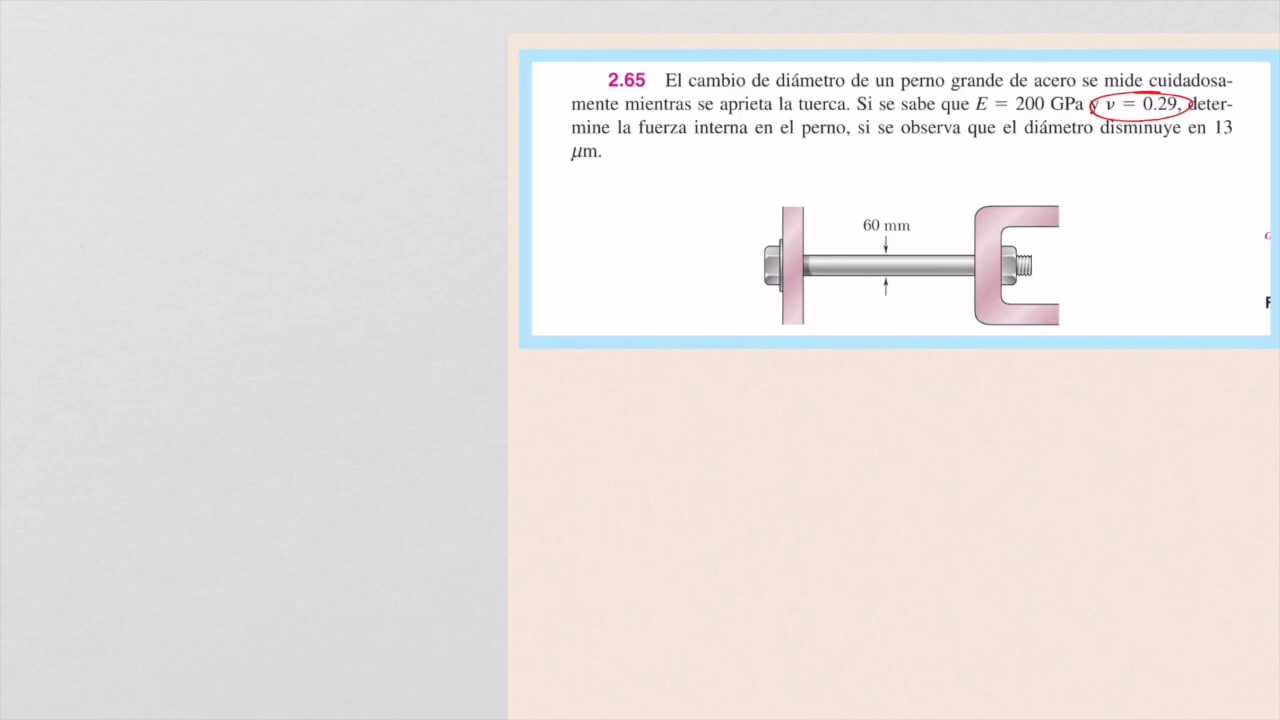 2.65 El cambio de diámetro de un perno grande de acero se mide cuidadosa-
mente mientras se aprieta la tuerca. Si se sabe que E = 200 GPa y ν = 0.29, deter-
mine la fuerza interna en el perno, si se observa que el diámetro disminuye en 13
μm.
60 mm